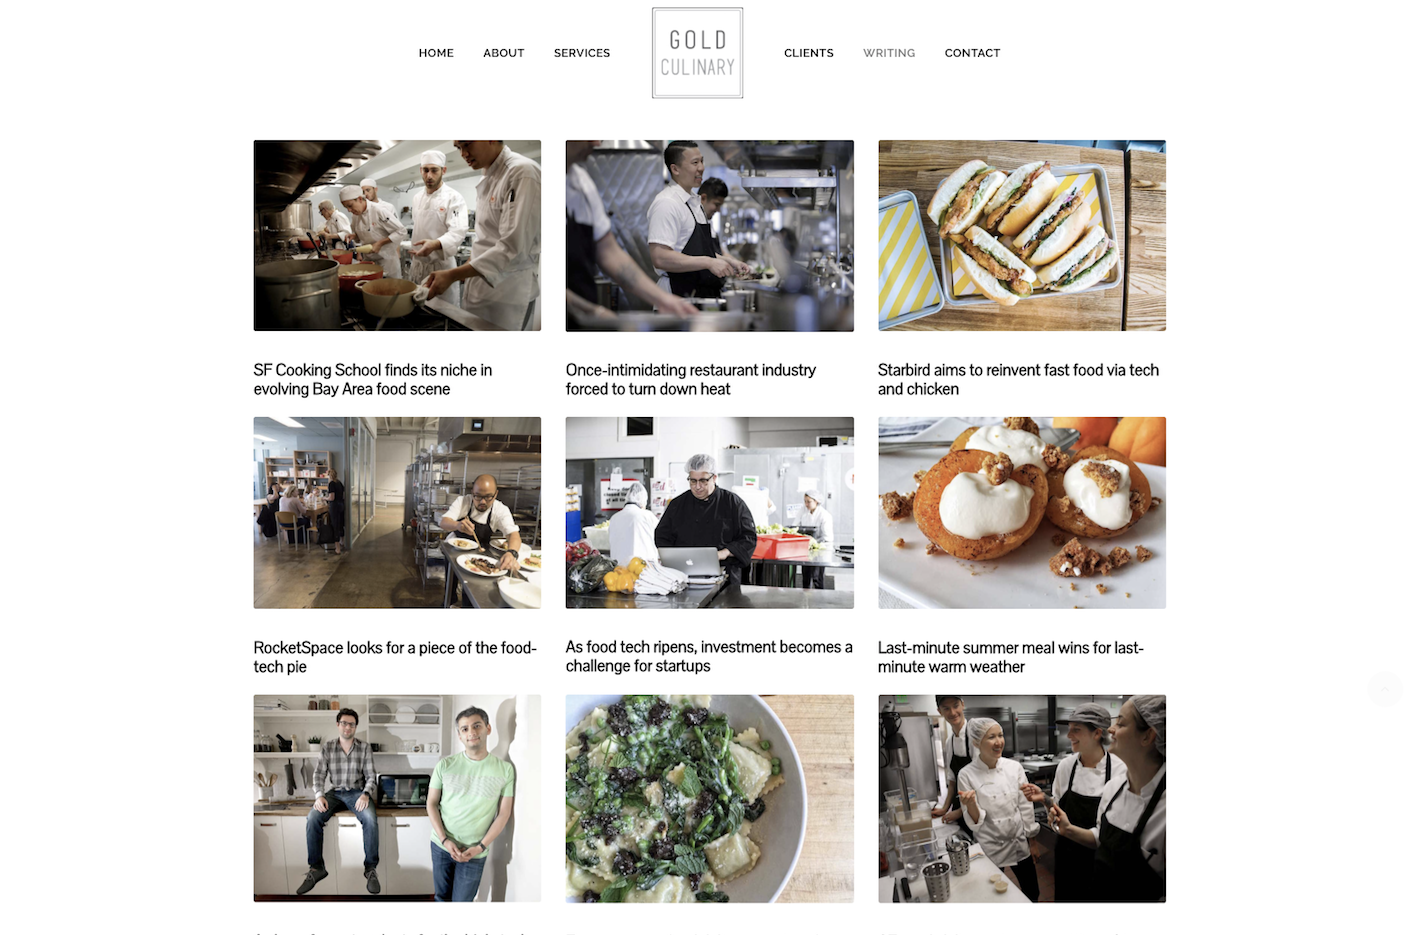 HOME ABOUT SERVICES
GOLD
CULINARY
CLIENTS WRITING CONTACT
SF Cooking School finds its niche in
evolving Bay Area food scene
Once-intimidating restaurant industry
forced to turn down heat
Starbird aims to reinvent fast food via tech
and chicken
RocketSpace looks for a piece of the food-
tech pie
As food tech ripens, investment becomes a
challenge for startups
Last-minute summer meal wins for last-
minute warm weather